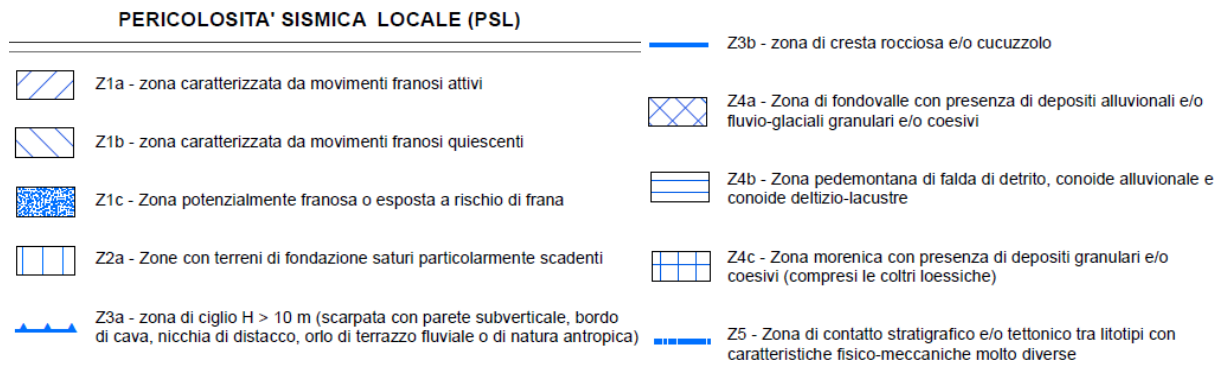 PERICOLOSITA' SISMICA LOCALE (PSL)
Z1a - zona caratterizzata da movimenti franosi attivi
Z1b - zona caratterizzata da movimenti franosi quiescenti
Z1c - Zona potenzialmente franosa o esposta a rischio di frana
Z2a - Zone con terreni di fondazione saturi particolarmente scadenti
Z3a - zona di ciglio H > 10 m (scarpata con parete subverticale, bordo
di cava, nicchia di distacco, orlo di terrazzo fluviale o di natura antropica)
Z3b - zona di cresta rocciosa e/o cucuzzolo
Z4a - Zona di fondovalle con presenza di depositi alluvionali e/o
fluvio-glaciali granulari e/o coesivi
Z4b - Zona pedemontana di falda di detrito, conoide alluvionale e
conoide deltizio-lacustre
Z4c - Zona morenica con presenza di depositi granulari e/o
coesivi (compresi le coltri loessiche)
Z5 - Zona di contatto stratigrafico e/o tettonico tra litotipi con
caratteristiche fisico-meccaniche molto diverse